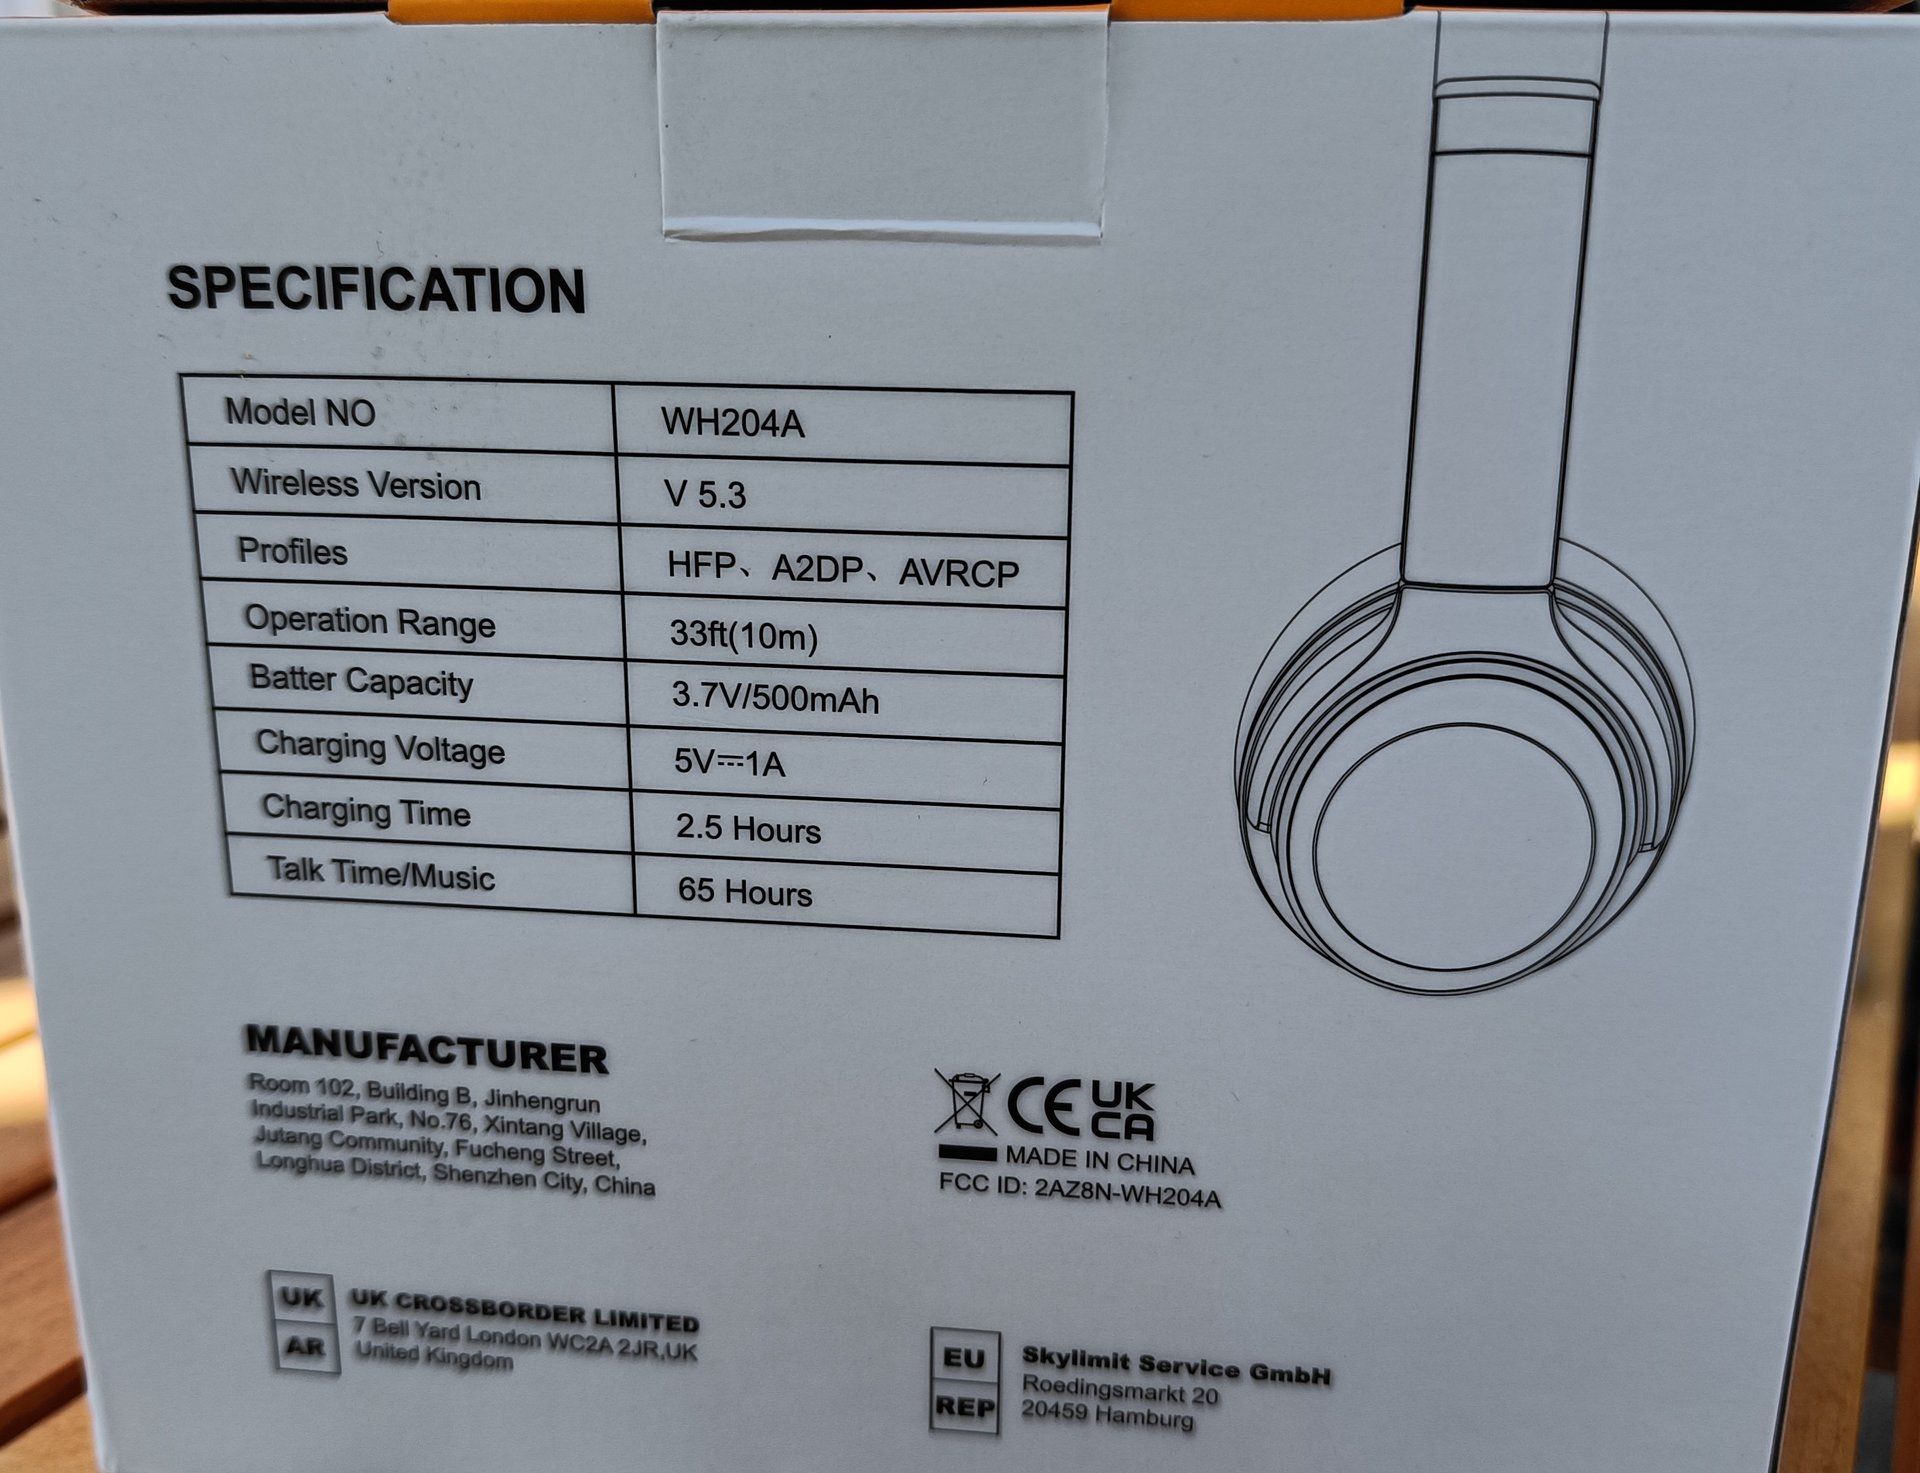 SPECIFICATION
Model NO WH204A
Wireless Version V 5.3
Profiles HFP、A2DP、AVRCP
Operation Range 33ft(10m)
Batter Capacity 3.7V/500mAh
Charging Voltage 5V⎓1A
Charging Time 2.5 Hours
Talk Time/Music 65 Hours
MANUFACTURER
Room 102, Building B, Jinhengrun
Industrial Park, No.76, Xintang Village,
Jutang Community, Fucheng Street,
Longhua District, Shenzhen City, China
CE UK
CA
MADE IN CHINA
FCC ID: 2AZ8N-WH204A
UK
AR
UK CROSSBORDER LIMITED
7 Bell Yard London WC2A 2JR,UK
United Kingdom
EU
REP
Skylimit Service GmbH
Roedingsmarkt 20
20459 Hamburg